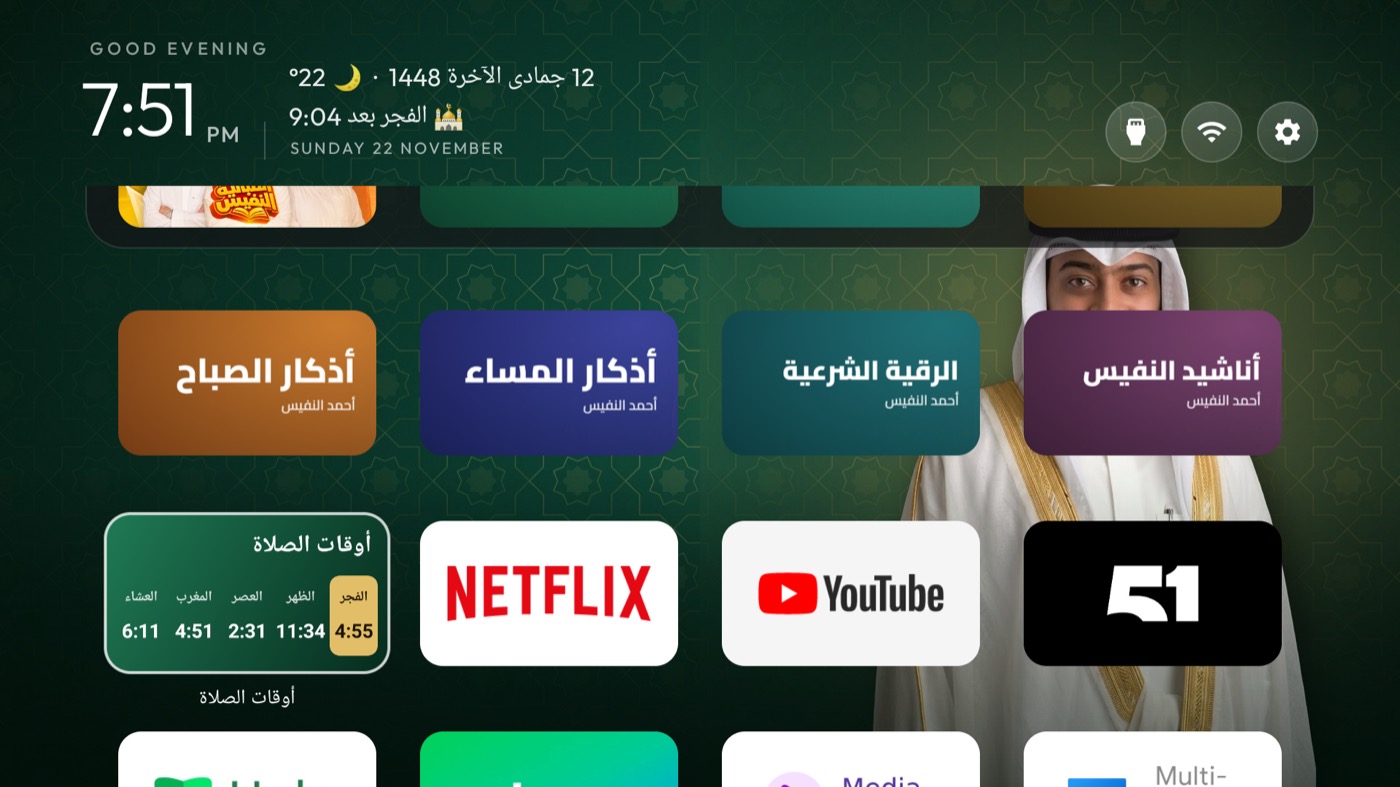 GOOD EVENING
7:51 PM
12 جمادى الآخرة 1448 · 🌙 22°
🕌 الفجر بعد 9:04
SUNDAY 22 NOVEMBER
النفيس
أذكار الصباح
أحمد النفيس
أذكار المساء
أحمد النفيس
الرقية الشرعية
أحمد النفيس
أناشيد النفيس
أحمد النفيس
أوقات الصلاة
الفجر الظهر العصر المغرب العشاء
4:55 11:34 2:31 4:51 6:11
أوقات الصلاة
NETFLIX
YouTube
51
Media
Multi-